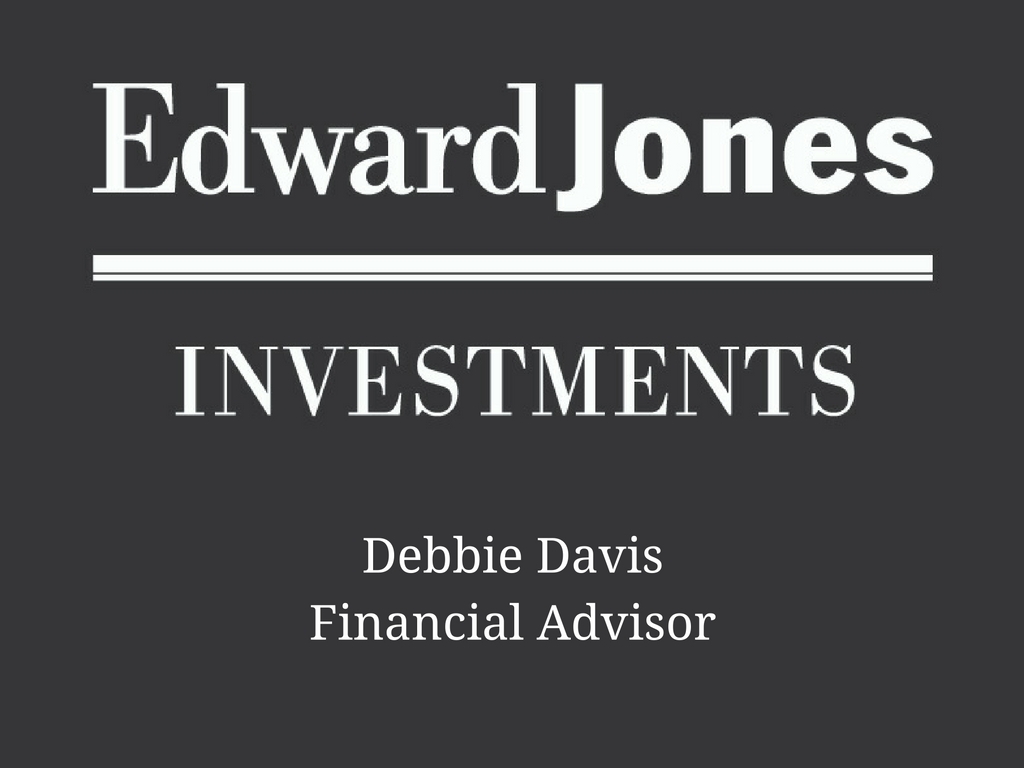 Edward Jones
INVESTMENTS
Debbie Davis
Financial Advisor